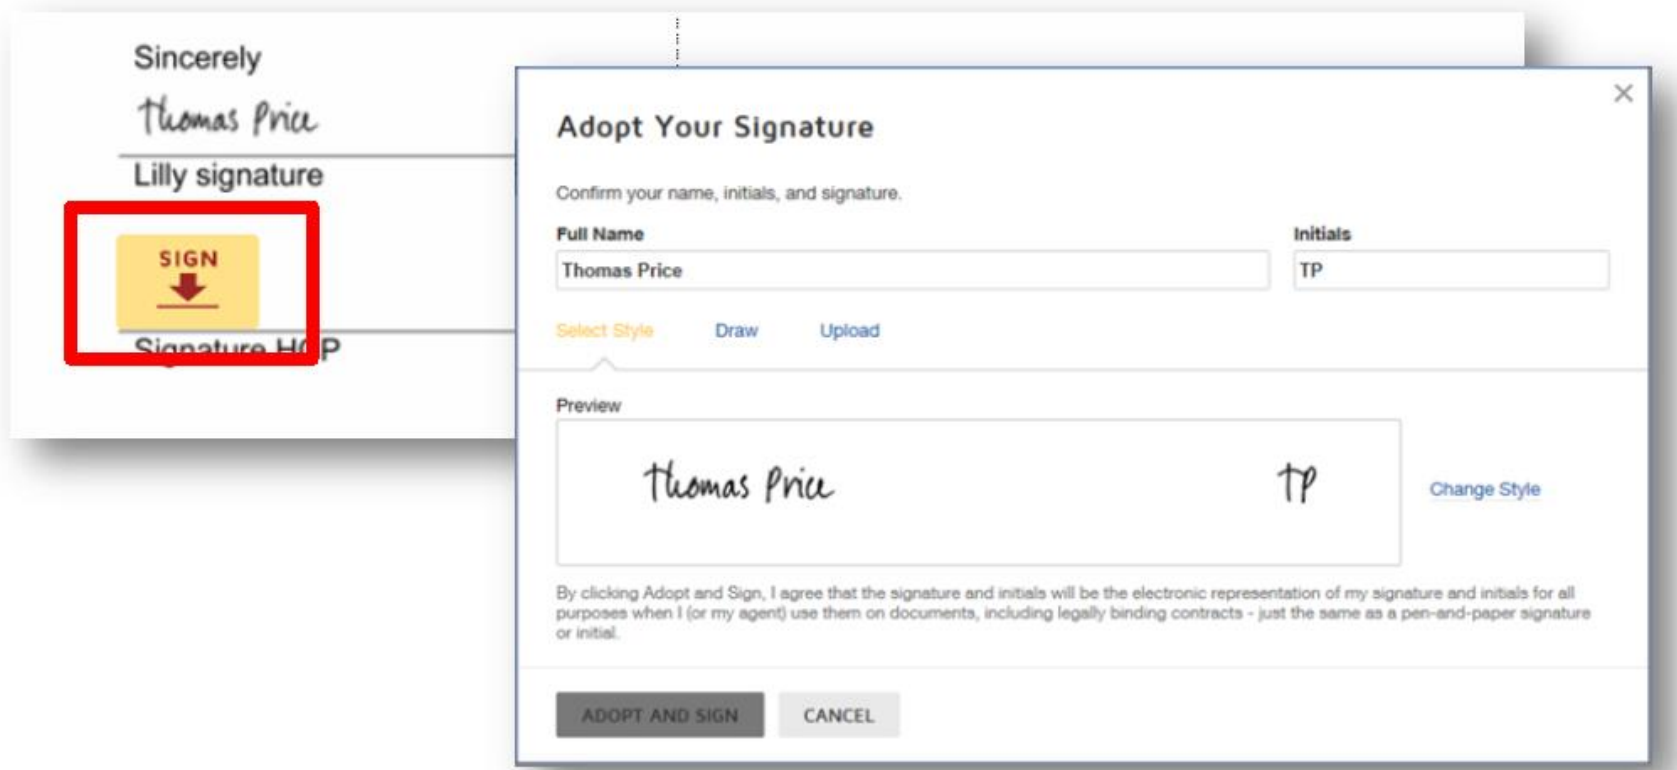 Sincerely
Thomas Price
Lilly signature
SIGN
Signature HCP
×
Adopt Your Signature
Confirm your name, initials, and signature.
Full Name Initials
Thomas Price TP
Select Style Draw Upload
Preview
Thomas Price TP Change Style
By clicking Adopt and Sign, I agree that the signature and initials will be the electronic representation of my signature and initials for all
purposes when I (or my agent) use them on documents, including legally binding contracts - just the same as a pen-and-paper signature
or initial.
ADOPT AND SIGN CANCEL